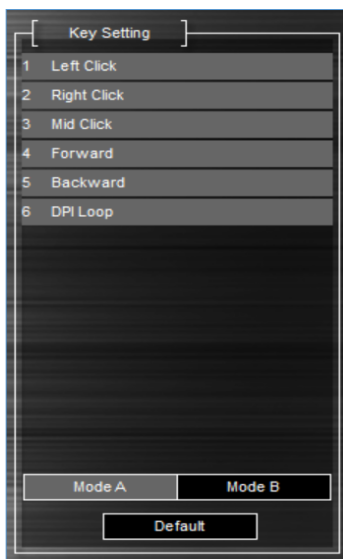 Key Setting
1 Left Click
2 Right Click
3 Mid Click
4 Forward
5 Backward
6 DPI Loop
Mode A Mode B
Default